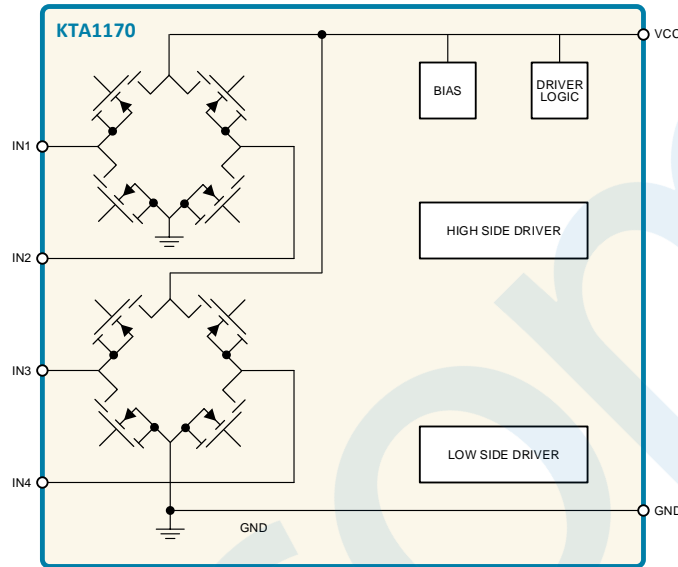 KTA1170
VCC
BIAS
DRIVER
LOGIC
IN1
HIGH SIDE DRIVER
IN2
IN3
LOW SIDE DRIVER
IN4
GND
GND